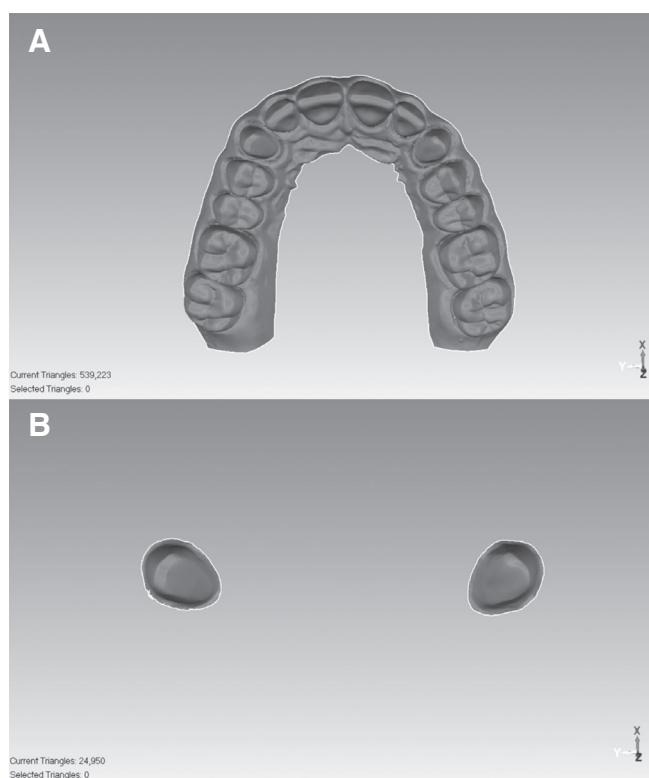 A
Current Triangles: 539,223
Selected Triangles: 0
X
Y
Z
B
Current Triangles: 24,950
Selected Triangles: 0
X
Y
Z